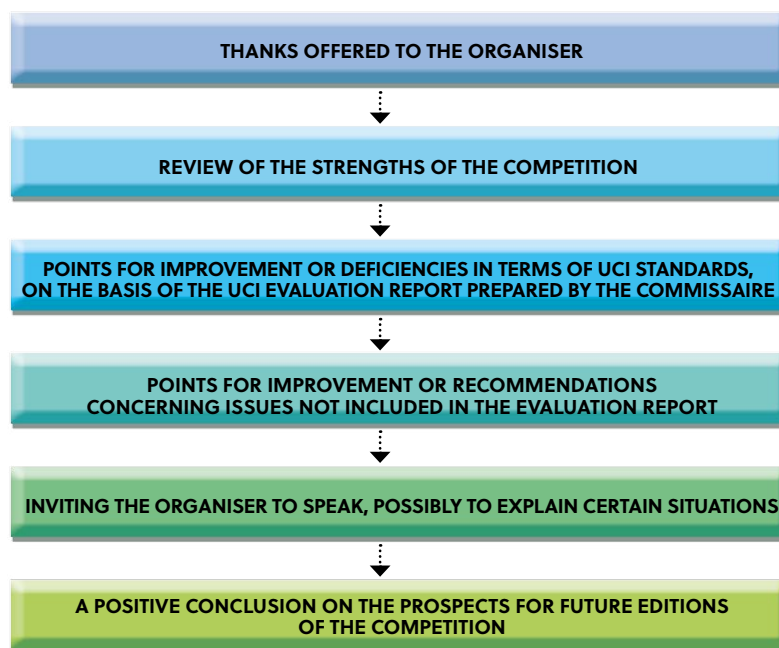 THANKS OFFERED TO THE ORGANISER
REVIEW OF THE STRENGTHS OF THE COMPETITION
POINTS FOR IMPROVEMENT OR DEFICIENCIES IN TERMS OF UCI STANDARDS,
ON THE BASIS OF THE UCI EVALUATION REPORT PREPARED BY THE COMMISSAIRE
POINTS FOR IMPROVEMENT OR RECOMMENDATIONS
CONCERNING ISSUES NOT INCLUDED IN THE EVALUATION REPORT
INVITING THE ORGANISER TO SPEAK, POSSIBLY TO EXPLAIN CERTAIN SITUATIONS
A POSITIVE CONCLUSION ON THE PROSPECTS FOR FUTURE EDITIONS
OF THE COMPETITION